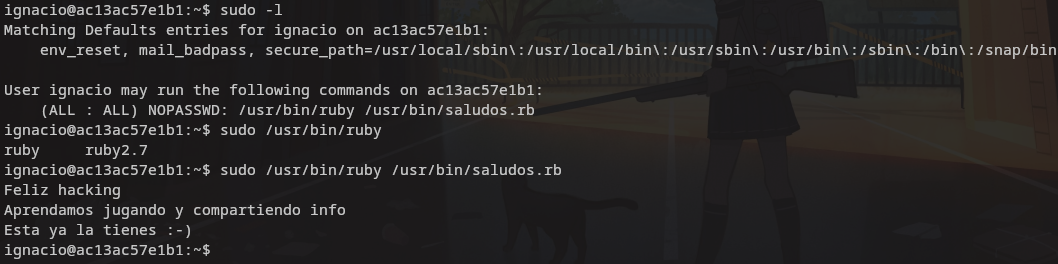 ignacio@ac13ac57e1b1:~$ sudo -l
Matching Defaults entries for ignacio on ac13ac57e1b1:
    env_reset, mail_badpass, secure_path=/usr/local/sbin\:/usr/local/bin\:/usr/sbin\:/usr/bin\:/sbin\:/bin\:/snap/bin

User ignacio may run the following commands on ac13ac57e1b1:
    (ALL : ALL) NOPASSWD: /usr/bin/ruby /usr/bin/saludos.rb
ignacio@ac13ac57e1b1:~$ sudo /usr/bin/ruby
ruby     ruby2.7
ignacio@ac13ac57e1b1:~$ sudo /usr/bin/ruby /usr/bin/saludos.rb
Feliz hacking
Aprendamos jugando y compartiendo info
Esta ya la tienes :-)
ignacio@ac13ac57e1b1:~$